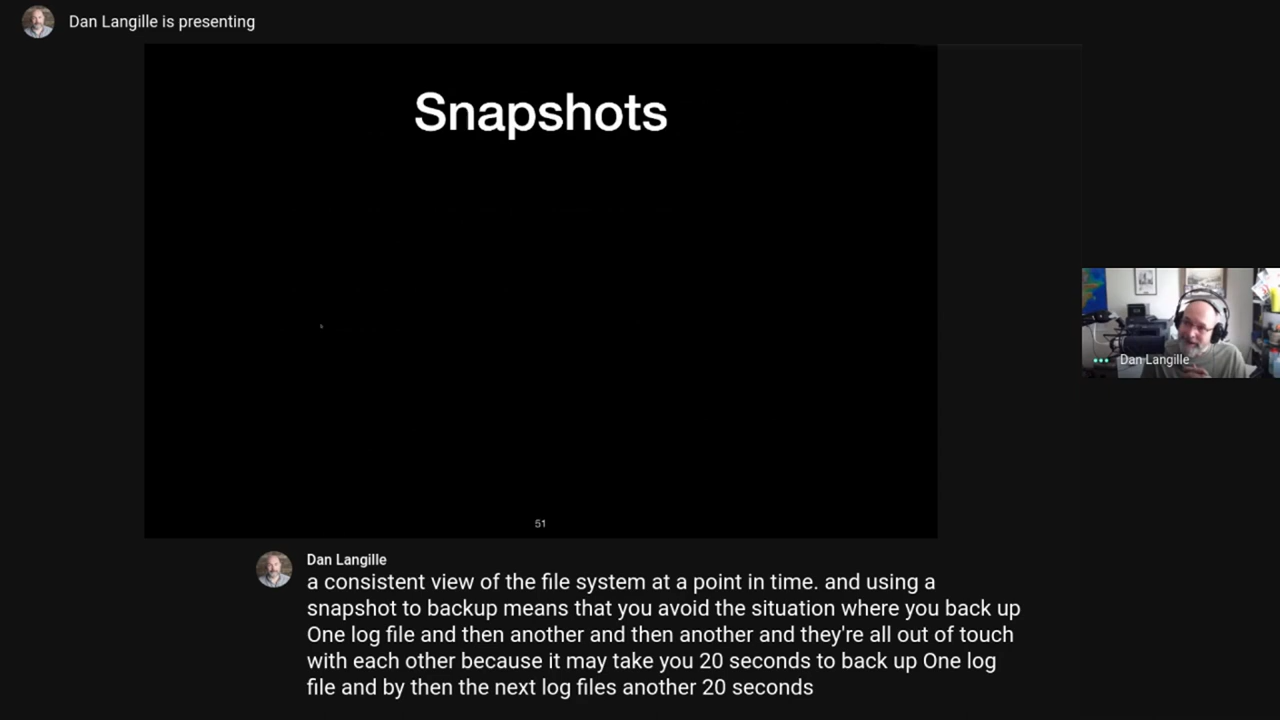 Dan Langille is presenting
Snapshots
51
Dan Langille
Dan Langille
a consistent view of the file system at a point in time. and using a
snapshot to backup means that you avoid the situation where you back up
One log file and then another and then another and they're all out of touch
with each other because it may take you 20 seconds to back up One log
file and by then the next log files another 20 seconds